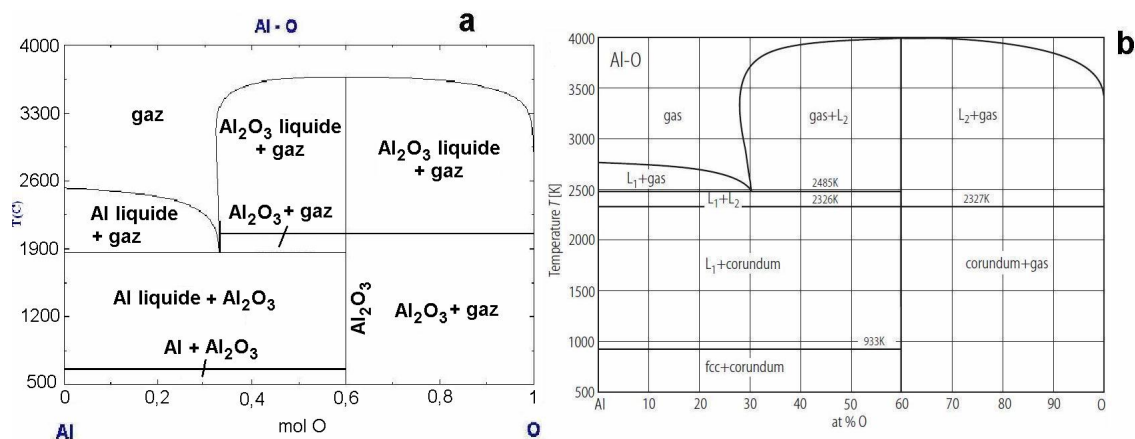 Al - O
a
4000
3300
2600
1900
1200
500
T(C)
gaz
Al₂O₃ liquide
+ gaz
Al₂O₃ liquide
+ gaz
Al liquide
+ gaz
Al₂O₃ + gaz
Al liquide + Al₂O₃
Al₂O₃
Al₂O₃ + gaz
Al + Al₂O₃
0
0,2
0,4
0,6
0,8
1
mol O
Al
O
b
Al-O
4000
3500
3000
2500
2000
1500
1000
500
Temperature T [K]
gas
gas+L₂
L₂+gas
L₁+gas
2485K
L₁+L₂
2326K
2327K
L₁+corundum
corundum+gas
933K
fcc+corundum
Al
10
20
30
40
50
60
70
80
90
O
at % O